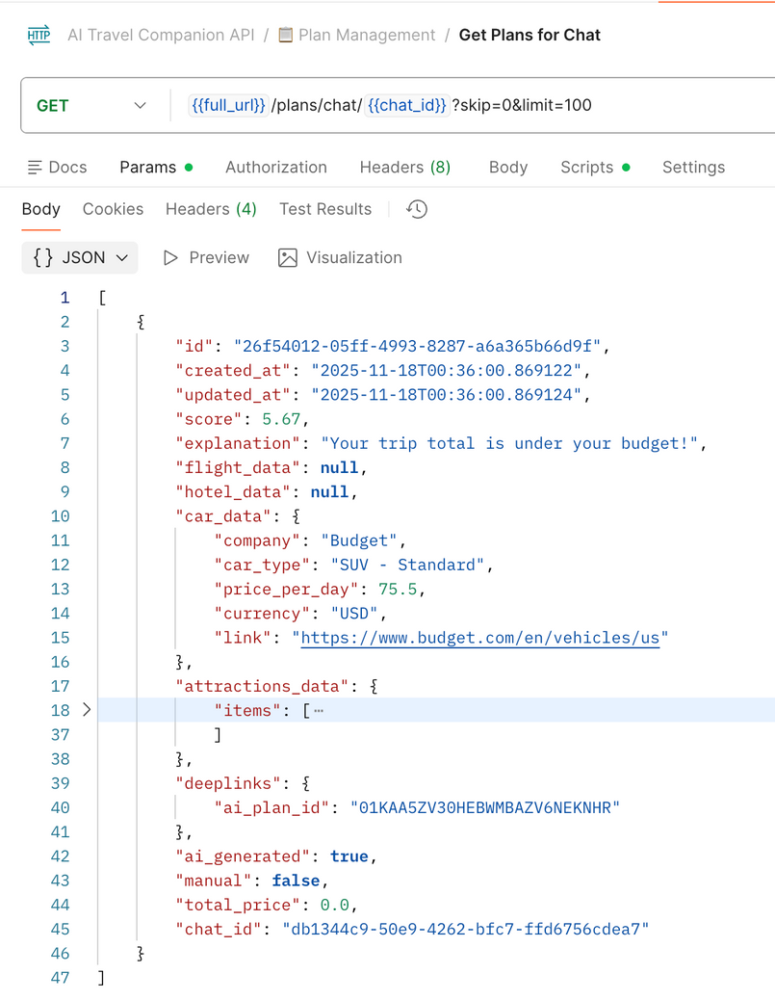 HTTP AI Travel Companion API / 📋 Plan Management / Get Plans for Chat
GET {{full_url}} /plans/chat/ {{chat_id}} ?skip=0&limit=100
Docs Params Authorization Headers (8) Body Scripts Settings
Body Cookies Headers (4) Test Results
{} JSON Preview Visualization
1 [
2 {
3 "id": "26f54012-05ff-4993-8287-a6a365b66d9f",
4 "created_at": "2025-11-18T00:36:00.869122",
5 "updated_at": "2025-11-18T00:36:00.869124",
6 "score": 5.67,
7 "explanation": "Your trip total is under your budget!",
8 "flight_data": null,
9 "hotel_data": null,
10 "car_data": {
11 "company": "Budget",
12 "car_type": "SUV - Standard",
13 "price_per_day": 75.5,
14 "currency": "USD",
15 "link": "https://www.budget.com/en/vehicles/us"
16 },
17 "attractions_data": {
18 "items": [⋯
37 ]
38 },
39 "deeplinks": {
40 "ai_plan_id": "01KAA5ZV30HEBWMBAZV6NEKNHR"
41 },
42 "ai_generated": true,
43 "manual": false,
44 "total_price": 0.0,
45 "chat_id": "db1344c9-50e9-4262-bfc7-ffd6756cdea7"
46 }
47 ]